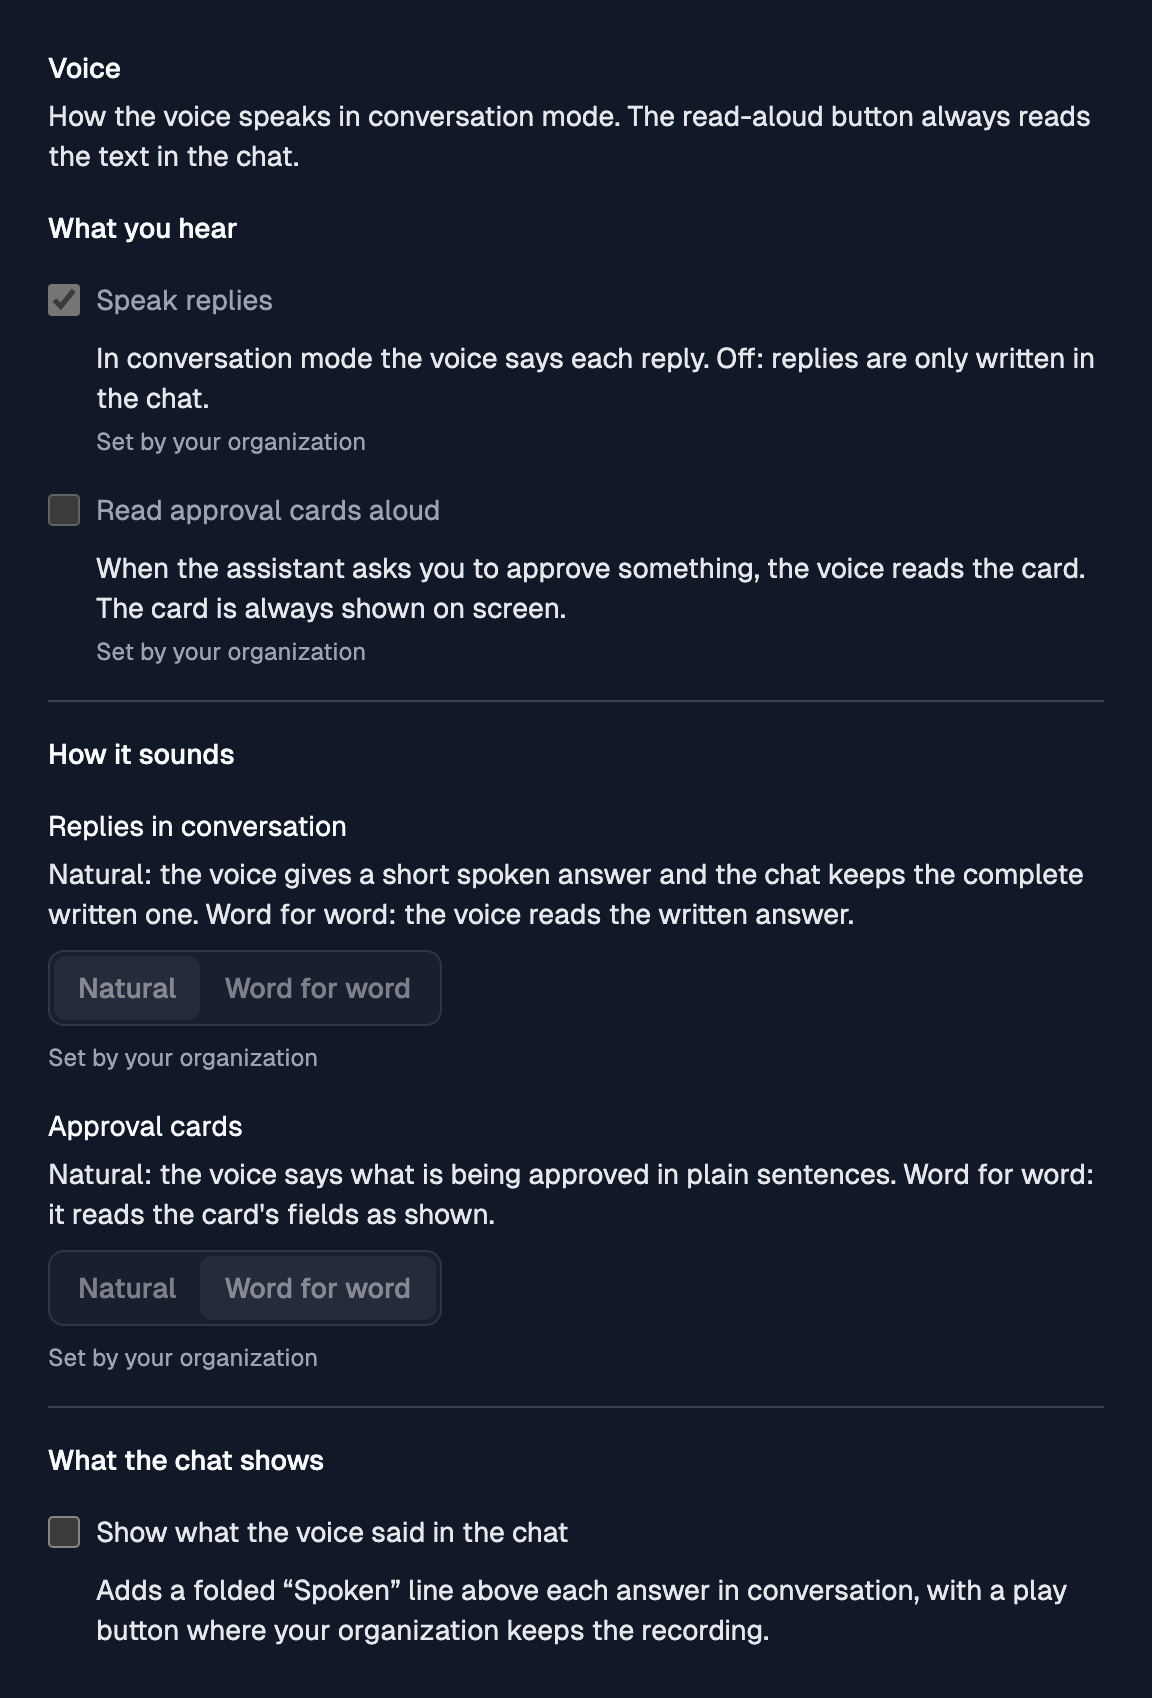 Voice
How the voice speaks in conversation mode. The read-aloud button always reads
the text in the chat.
What you hear
Speak replies
In conversation mode the voice says each reply. Off: replies are only written in
the chat.
Set by your organization
Read approval cards aloud
When the assistant asks you to approve something, the voice reads the card.
The card is always shown on screen.
Set by your organization
How it sounds
Replies in conversation
Natural: the voice gives a short spoken answer and the chat keeps the complete
written one. Word for word: the voice reads the written answer.
Natural Word for word
Set by your organization
Approval cards
Natural: the voice says what is being approved in plain sentences. Word for word:
it reads the card's fields as shown.
Natural Word for word
Set by your organization
What the chat shows
Show what the voice said in the chat
Adds a folded “Spoken” line above each answer in conversation, with a play
button where your organization keeps the recording.